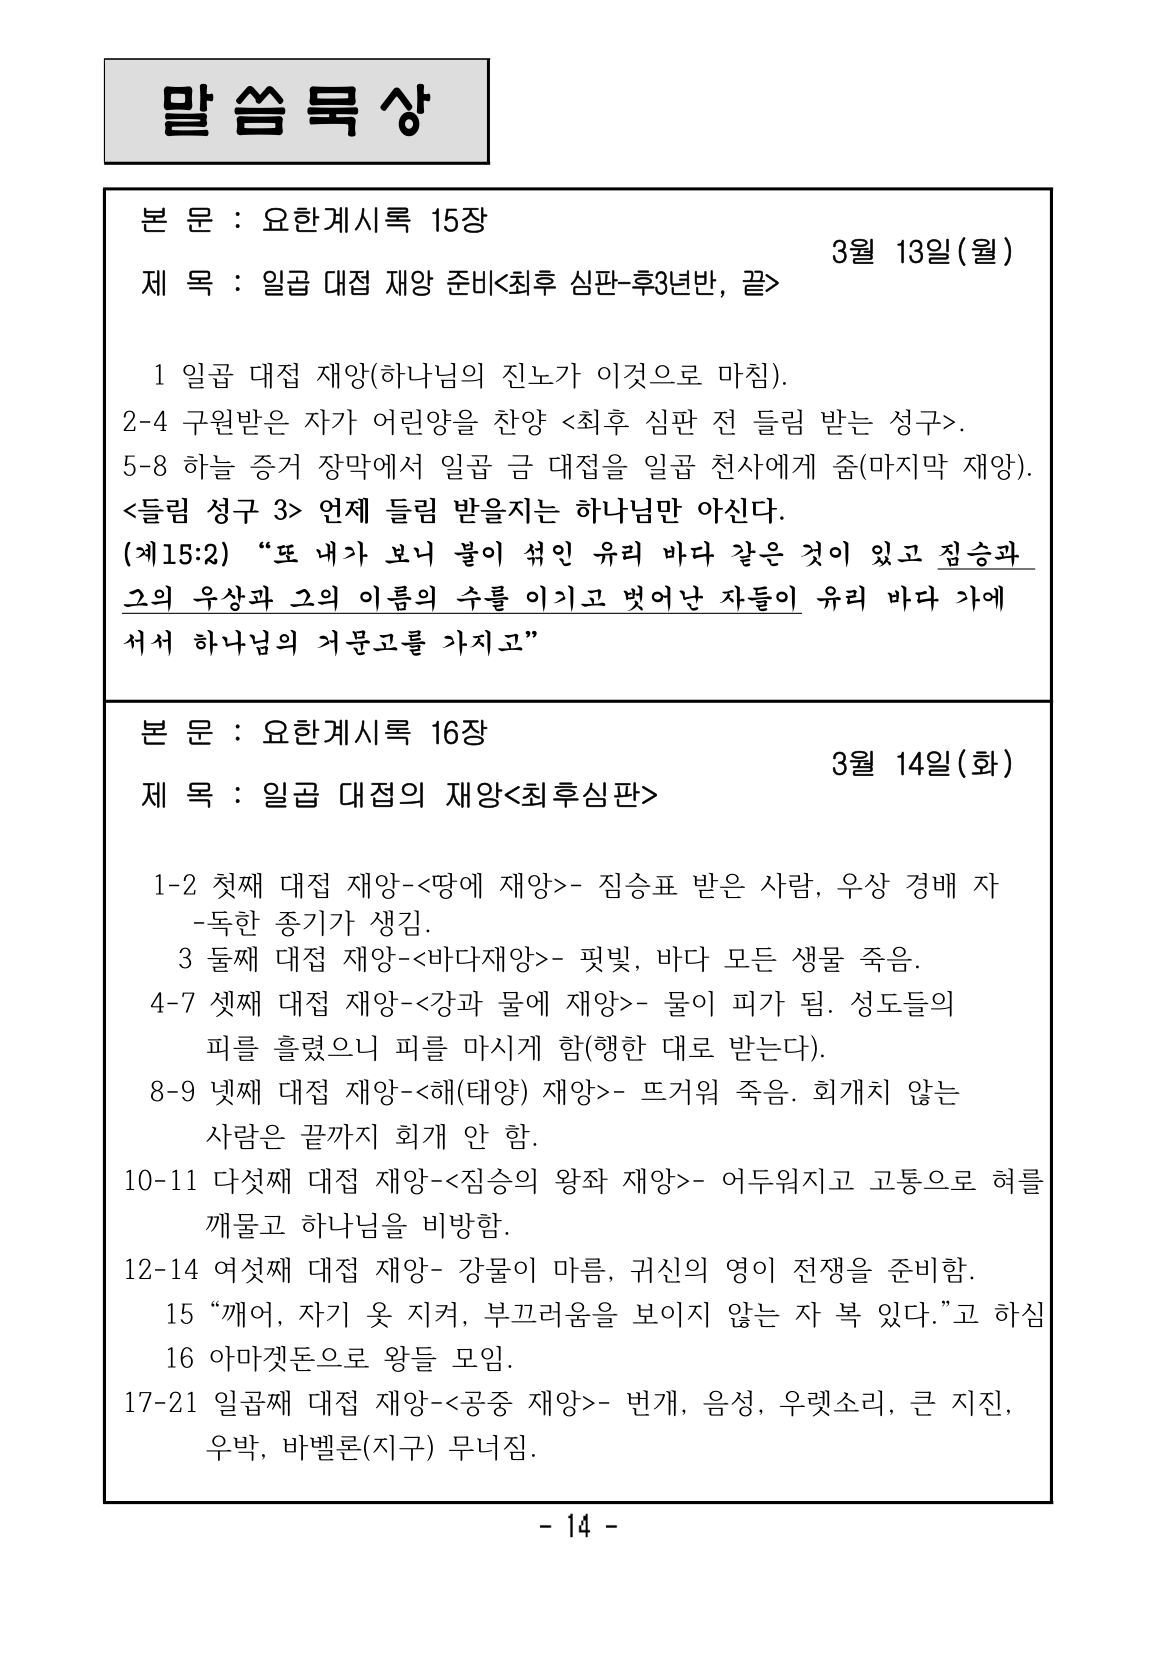 말씀묵상
본 문 : 요한계시록 15장
3월 13일(월)
제 목 : 일곱 대접 재앙 준비<최후 심판-후3년반, 끝>
1 일곱 대접 재앙(하나님의 진노가 이것으로 마침).
2-4 구원받은 자가 어린양을 찬양 <최후 심판 전 들림 받는 성구>.
5-8 하늘 증거 장막에서 일곱 금 대접을 일곱 천사에게 줌(마지막 재앙).
<들림 성구 3> 언제 들림 받을지는 하나님만 아신다.
(계15:2) “또 내가 보니 불이 섞인 유리 바다 같은 것이 있고 짐승과
그의 우상과 그의 이름의 수를 이기고 벗어난 자들이 유리 바다 가에
서서 하나님의 거문고를 가지고”
본 문 : 요한계시록 16장
3월 14일(화)
제 목 : 일곱 대접의 재앙<최후심판>
1-2 첫째 대접 재앙-<땅에 재앙>- 짐승표 받은 사람, 우상 경배 자
-독한 종기가 생김.
3 둘째 대접 재앙-<바다재앙>- 핏빛, 바다 모든 생물 죽음.
4-7 셋째 대접 재앙-<강과 물에 재앙>- 물이 피가 됨. 성도들의
피를 흘렸으니 피를 마시게 함(행한 대로 받는다).
8-9 넷째 대접 재앙-<해(태양) 재앙>- 뜨거워 죽음. 회개치 않는
사람은 끝까지 회개 안 함.
10-11 다섯째 대접 재앙-<짐승의 왕좌 재앙>- 어두워지고 고통으로 혀를
깨물고 하나님을 비방함.
12-14 여섯째 대접 재앙- 강물이 마름, 귀신의 영이 전쟁을 준비함.
15 “깨어, 자기 옷 지켜, 부끄러움을 보이지 않는 자 복 있다.”고 하심
16 아마겟돈으로 왕들 모임.
17-21 일곱째 대접 재앙-<공중 재앙>- 번개, 음성, 우렛소리, 큰 지진,
우박, 바벨론(지구) 무너짐.
- 14 -